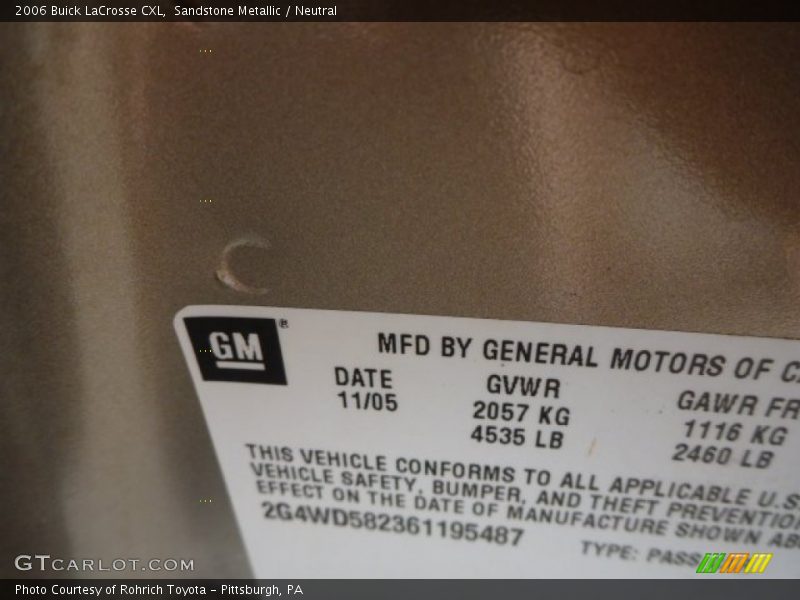 2006 Buick LaCrosse CXL, Sandstone Metallic / Neutral
GM®
MFD BY GENERAL MOTORS OF
DATE
11/05
GVWR
2057 KG
4535 LB
GAWR FR
1116 KG
2460 LB
THIS VEHICLE CONFORMS TO ALL APPLICABLE U.S.
VEHICLE SAFETY, BUMPER, AND THEFT PREVENTION
EFFECT ON THE DATE OF MANUFACTURE SHOWN
2G4WD582361195487
TYPE: PASS
GTCARLOT.COM
Photo Courtesy of Rohrich Toyota - Pittsburgh, PA